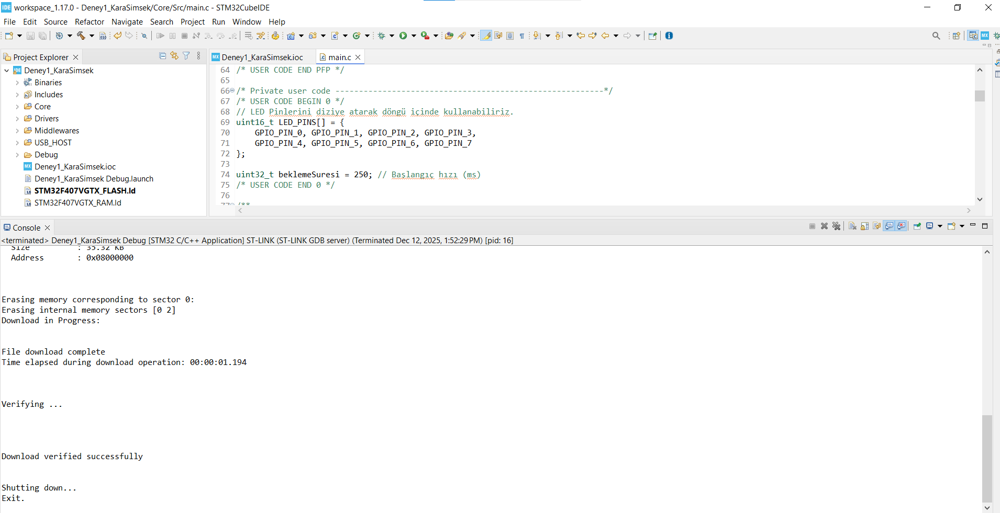 IDE workspace_1.17.0 - Deney1_KaraSimsek/Core/Src/main.c - STM32CubeIDE
File Edit Source Refactor Navigate Search Project Run Window Help
Project Explorer
Deney1_KaraSimsek
Binaries
Includes
Core
Drivers
Middlewares
USB_HOST
Debug
MX Deney1_KaraSimsek.ioc
Deney1_KaraSimsek Debug.launch
STM32F407VGTX_FLASH.ld
STM32F407VGTX_RAM.ld
MX Deney1_KaraSimsek.ioc
main.c
64 /* USER CODE END PFP */
65
66 /* Private user code ---------------------------------------------------------*/
67 /* USER CODE BEGIN 0 */
68 // LED Pinlerini diziye atarak döngü içinde kullanabiliriz.
69 uint16_t LED_PINS[] = {
70 GPIO_PIN_0, GPIO_PIN_1, GPIO_PIN_2, GPIO_PIN_3,
71 GPIO_PIN_4, GPIO_PIN_5, GPIO_PIN_6, GPIO_PIN_7
72 };
73
74 uint32_t beklemeSuresi = 250; // Başlangıç hızı (ms)
75 /* USER CODE END 0 */
76
77 /**
Console
<terminated> Deney1_KaraSimsek Debug [STM32 C/C++ Application] ST-LINK (ST-LINK GDB server) (Terminated Dec 12, 2025, 1:52:29 PM) [pid: 16]
Size : 35.32 KB
Address : 0x08000000
Erasing memory corresponding to sector 0:
Erasing internal memory sectors [0 2]
Download in Progress:
File download complete
Time elapsed during download operation: 00:00:01.194
Verifying ...
Download verified successfully
Shutting down...
Exit.